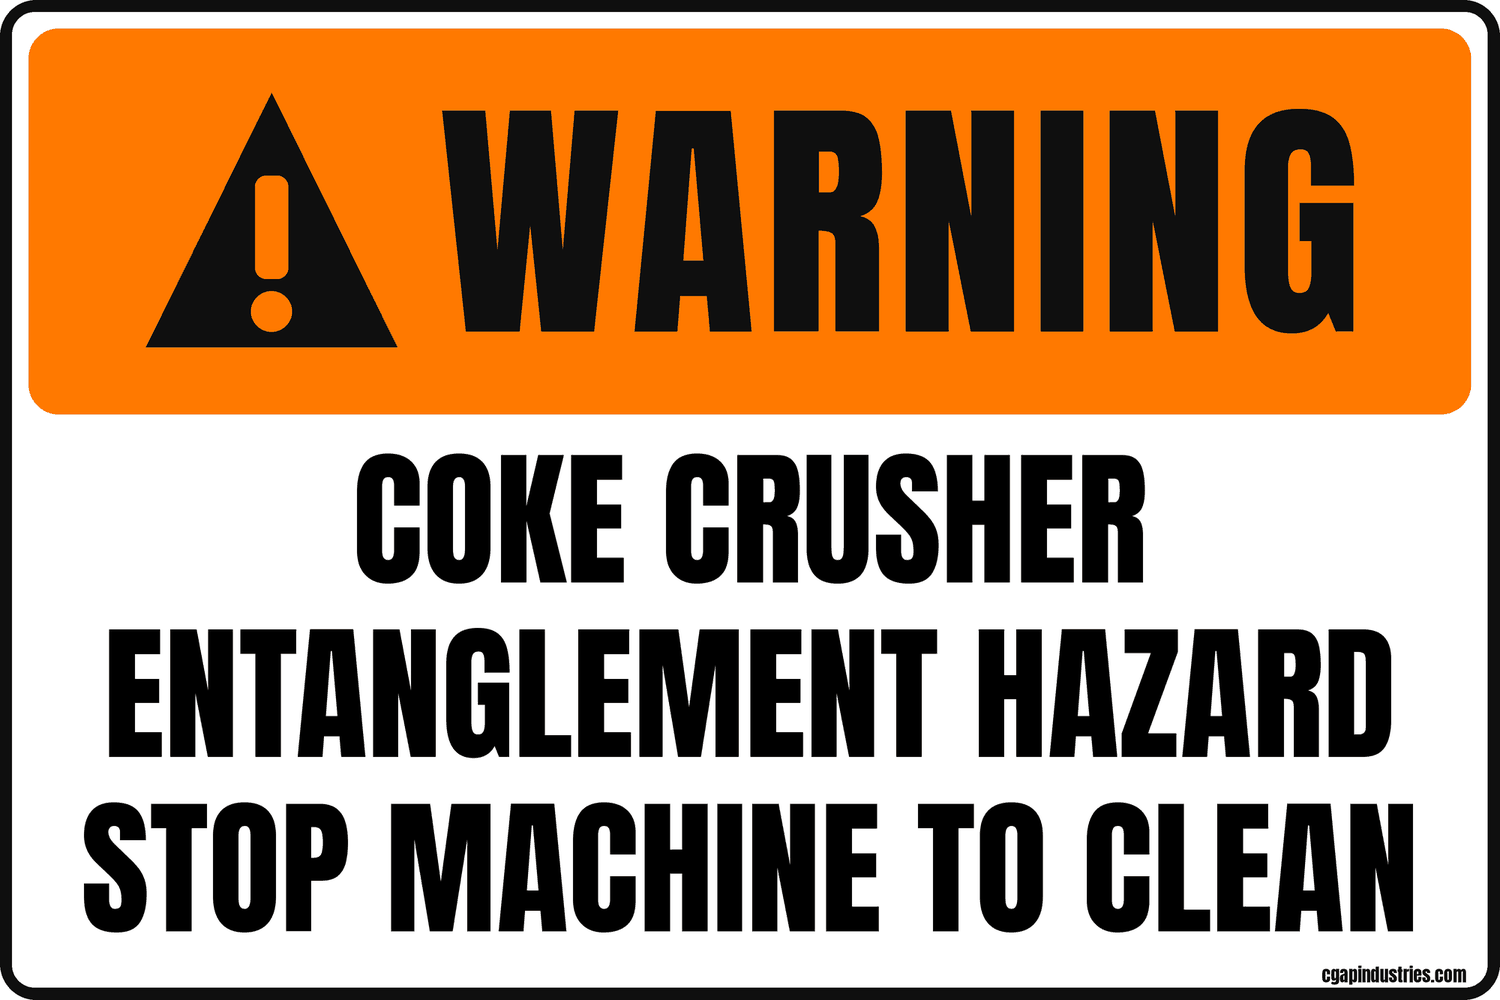 WARNING
COKE CRUSHER
ENTANGLEMENT HAZARD
STOP MACHINE TO CLEAN
cgapindustries.com